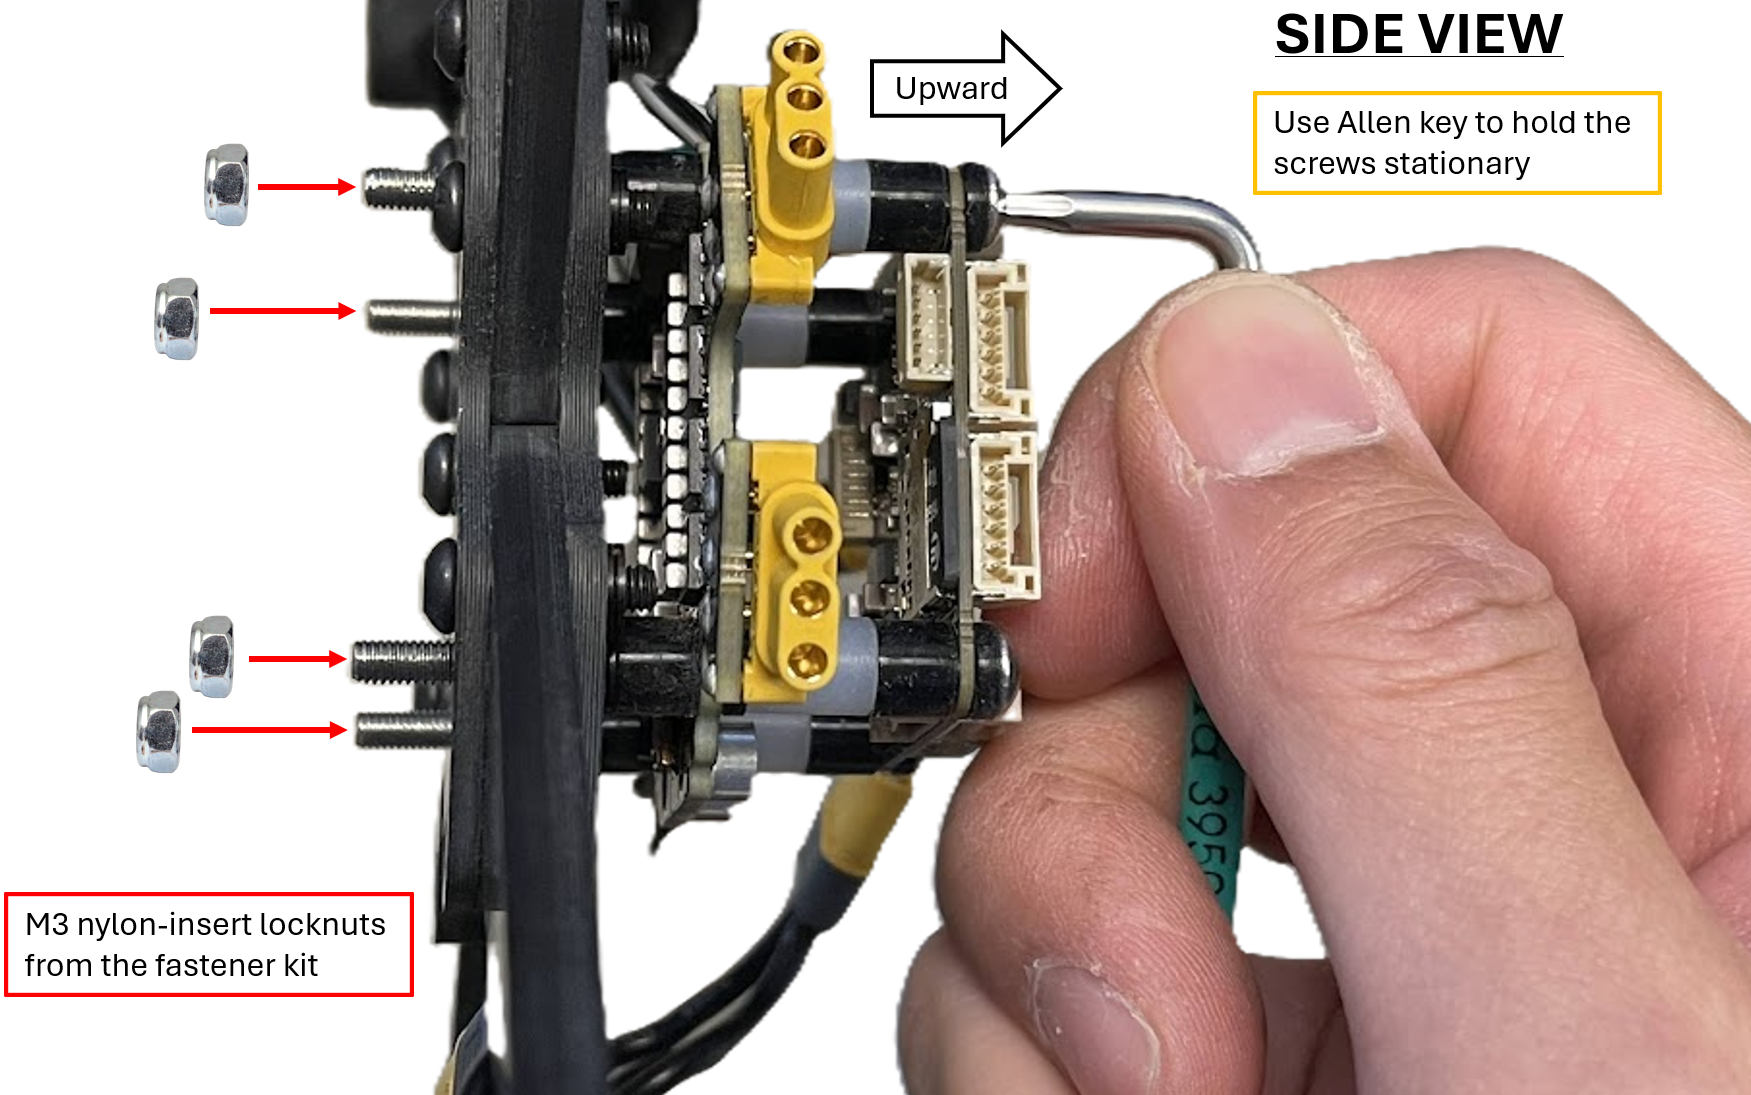 SIDE VIEW
Upward
Use Allen key to hold the
screws stationary
3950
M3 nylon-insert locknuts
from the fastener kit